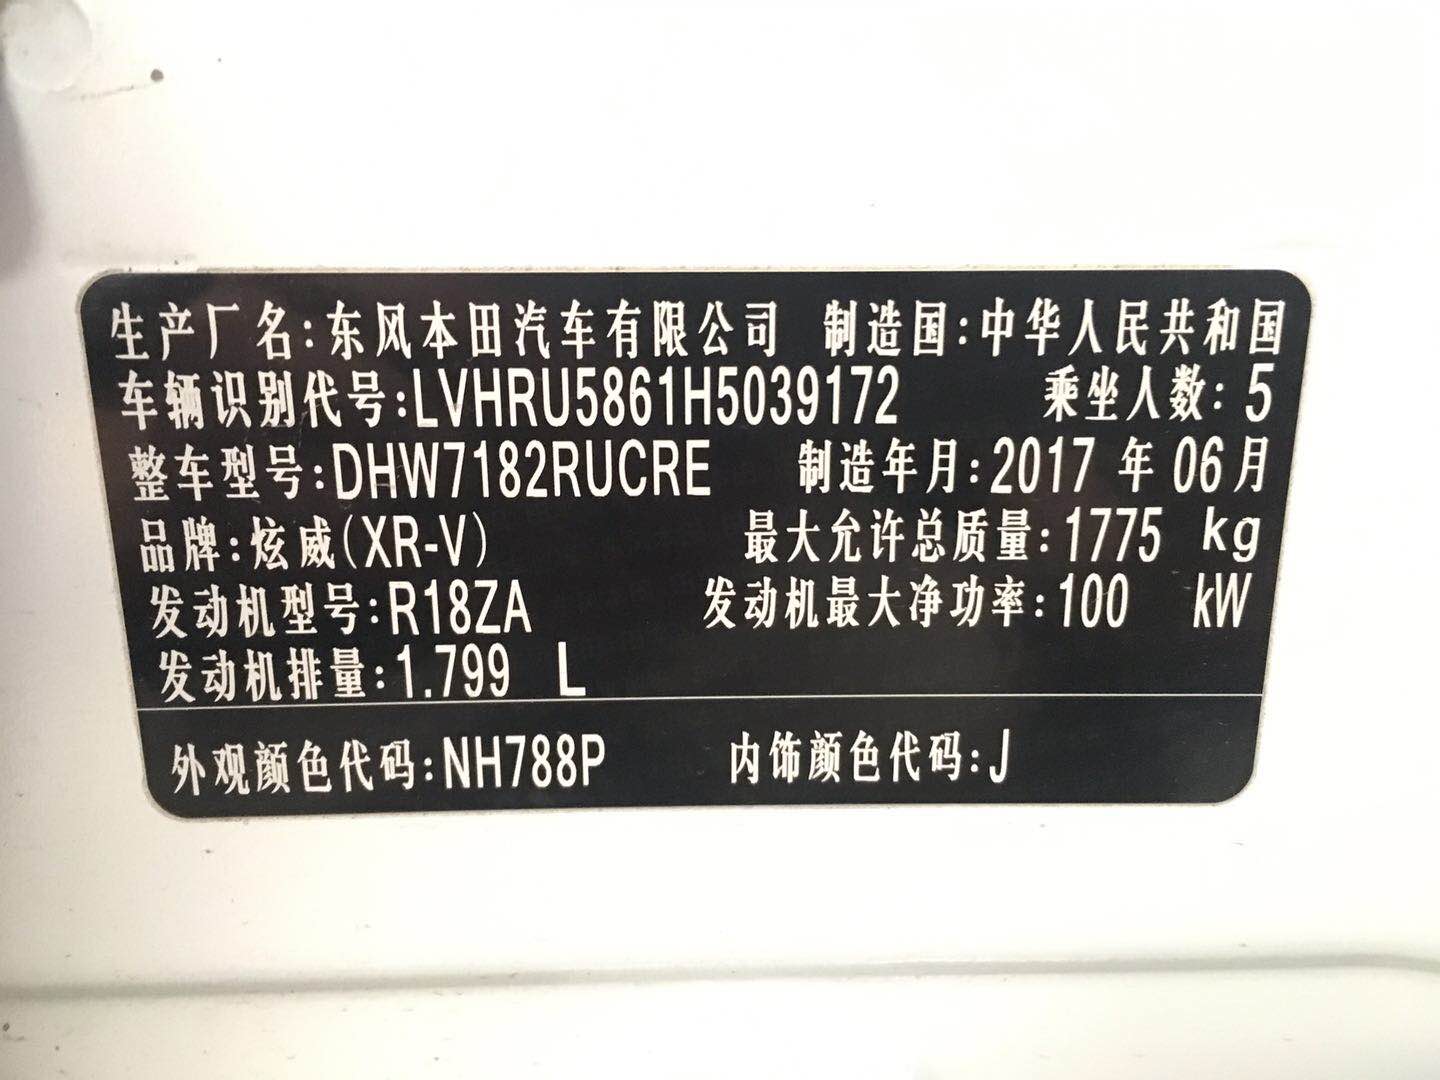 生产厂名:东风本田汽车有限公司 制造国:中华人民共和国
车辆识别代号:LVHRU5861H5039172 乘坐人数:5
整车型号:DHW7182RUCRE 制造年月:2017 年 06月
品牌:炫威(XR-V) 最大允许总质量:1775 kg
发动机型号:R18ZA 发动机最大净功率:100 kW
发动机排量:1.799 L
外观颜色代码:NH788P 内饰颜色代码:J